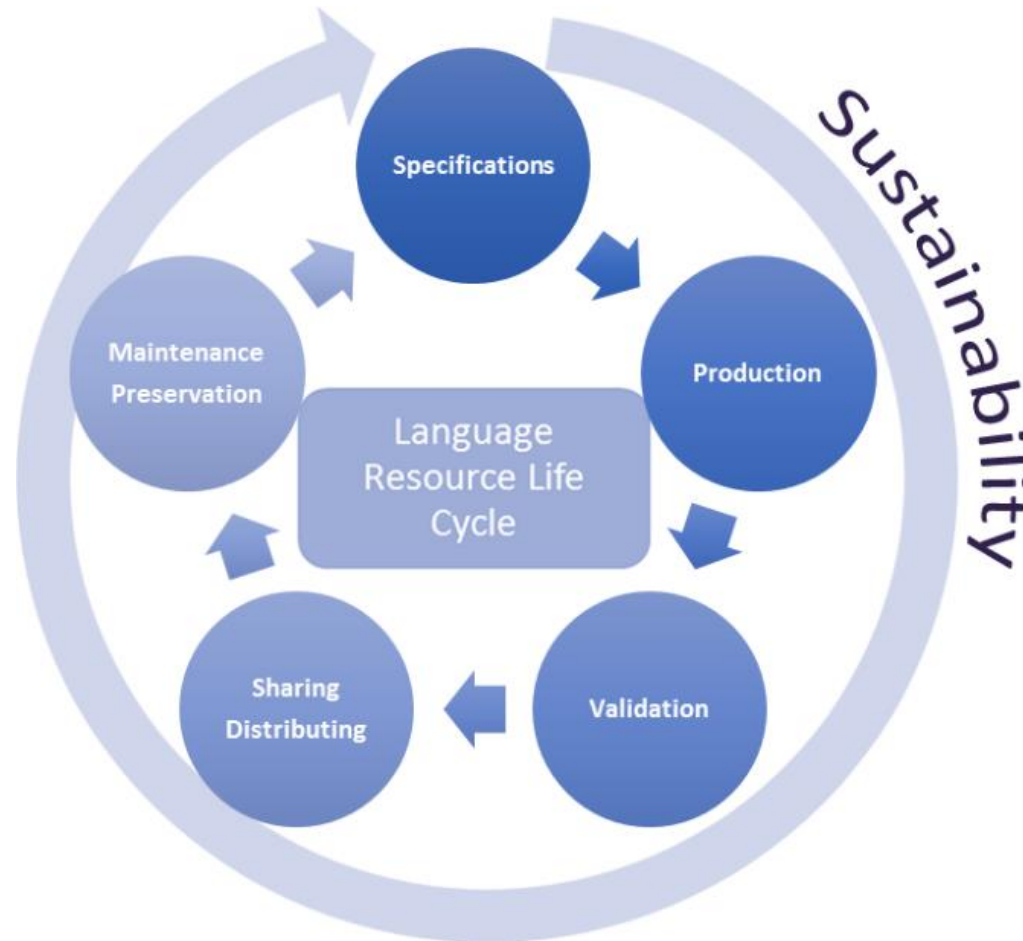 Specifications
Sustainability
Production
Maintenance
Preservation
Language
Resource Life
Cycle
Sharing
Distributing
Validation